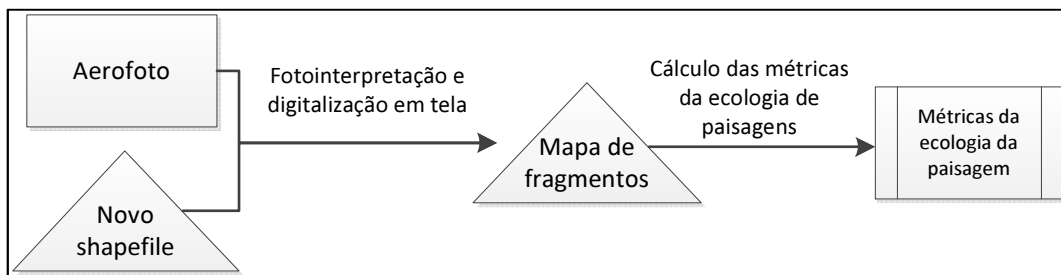 Aerofoto
Novo
shapefile
Fotointerpretação e
digitalização em tela
Mapa de
fragmentos
Cálculo das métricas
da ecologia de
paisagens
Métricas da
ecologia da
paisagem